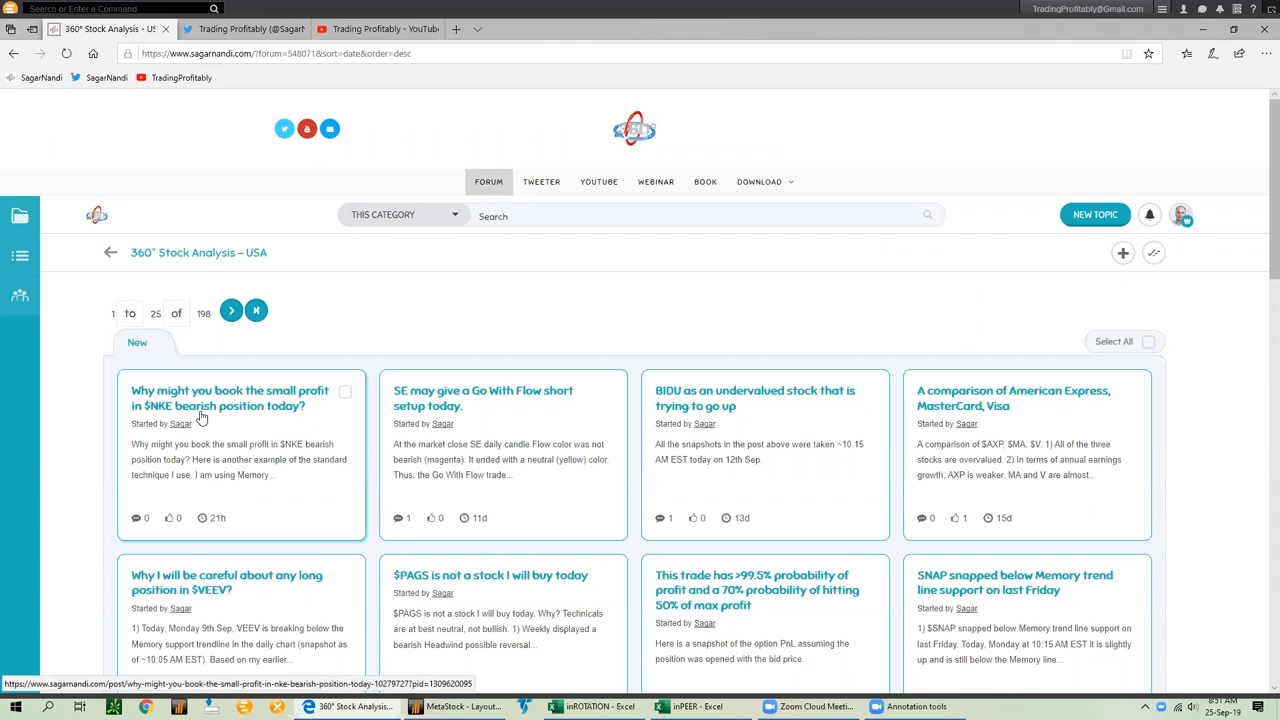 Search or Enter Command
TradingProfitably@Gmail.com
360° Stock Analysis - US
Trading Profitably (@SagarN
Trading Profitably - YouTube
https://www.sagarnandi.com/?forum=548071&sort=date&order=desc
SagarNandi SagarNandi TradingProfitably
FORUM TWEETER YOUTUBE WEBINAR BOOK DOWNLOAD
THIS CATEGORY Search NEW TOPIC
360° Stock Analysis – USA
1 to 25 of 198
New
Select All
Why might you book the small profit
in $NKE bearish position today?
Started by Sagar
Why might you book the small profit in $NKE bearish
position today? Here is another example of the standard
technique I use. I am using Memory...
0 0 21h
SE may give a Go With Flow short
setup today.
Started by Sagar
At the market close SE daily candle Flow color was not
bearish (magenta). It ended with a neutral (yellow) color.
Thus, the Go With Flow trade...
1 0 11d
BIDU as an undervalued stock that is
trying to go up
Started by Sagar
All the snapshots in the post above were taken ~10:15
AM EST today on 12th Sep.
1 0 13d
A comparison of American Express,
MasterCard, Visa
Started by Sagar
A comparison of $AXP, $MA, $V. 1) All of the three
stocks are overvalued. 2) In terms of annual earnings
growth, AXP is weaker. MA and V are almost...
0 1 15d
Why I will be careful about any long
position in $VEEV?
Started by Sagar
1) Today, Monday 9th Sep, VEEV is breaking below the
Memory support trendline in the daily chart (snapshot as
of ~10:05 AM EST). Based on my earlier...
$PAGS is not a stock I will buy today
Started by Sagar
$PAGS is not a stock I will buy today. Why? Technicals
are at best neutral, not bullish. 1) Weekly displayed a
bearish Headwind possible reversal...
This trade has >99.5% probability of
profit and a 70% probability of hitting
50% of max profit
Started by Sagar
Here is a snapshot of the option PnL assuming the
position was opened with the bid price.
SNAP snapped below Memory trend
line support on last Friday
Started by Sagar
1) $SNAP snapped below Memory trend line support on
last Friday. Today, Monday at 10:15 AM EST it is slightly
up and is still below the Memory line...
https://www.sagarnandi.com/post/why-might-you-book-the-small-profit-in-nke-bearish-position-today-10279727?pid=1309620095
360° Stock Analysis... MetaStock - Layout... inROTATION - Excel inPEER - Excel Zoom Cloud Meeti... Annotation tools
8:51 AM
25-Sep-19